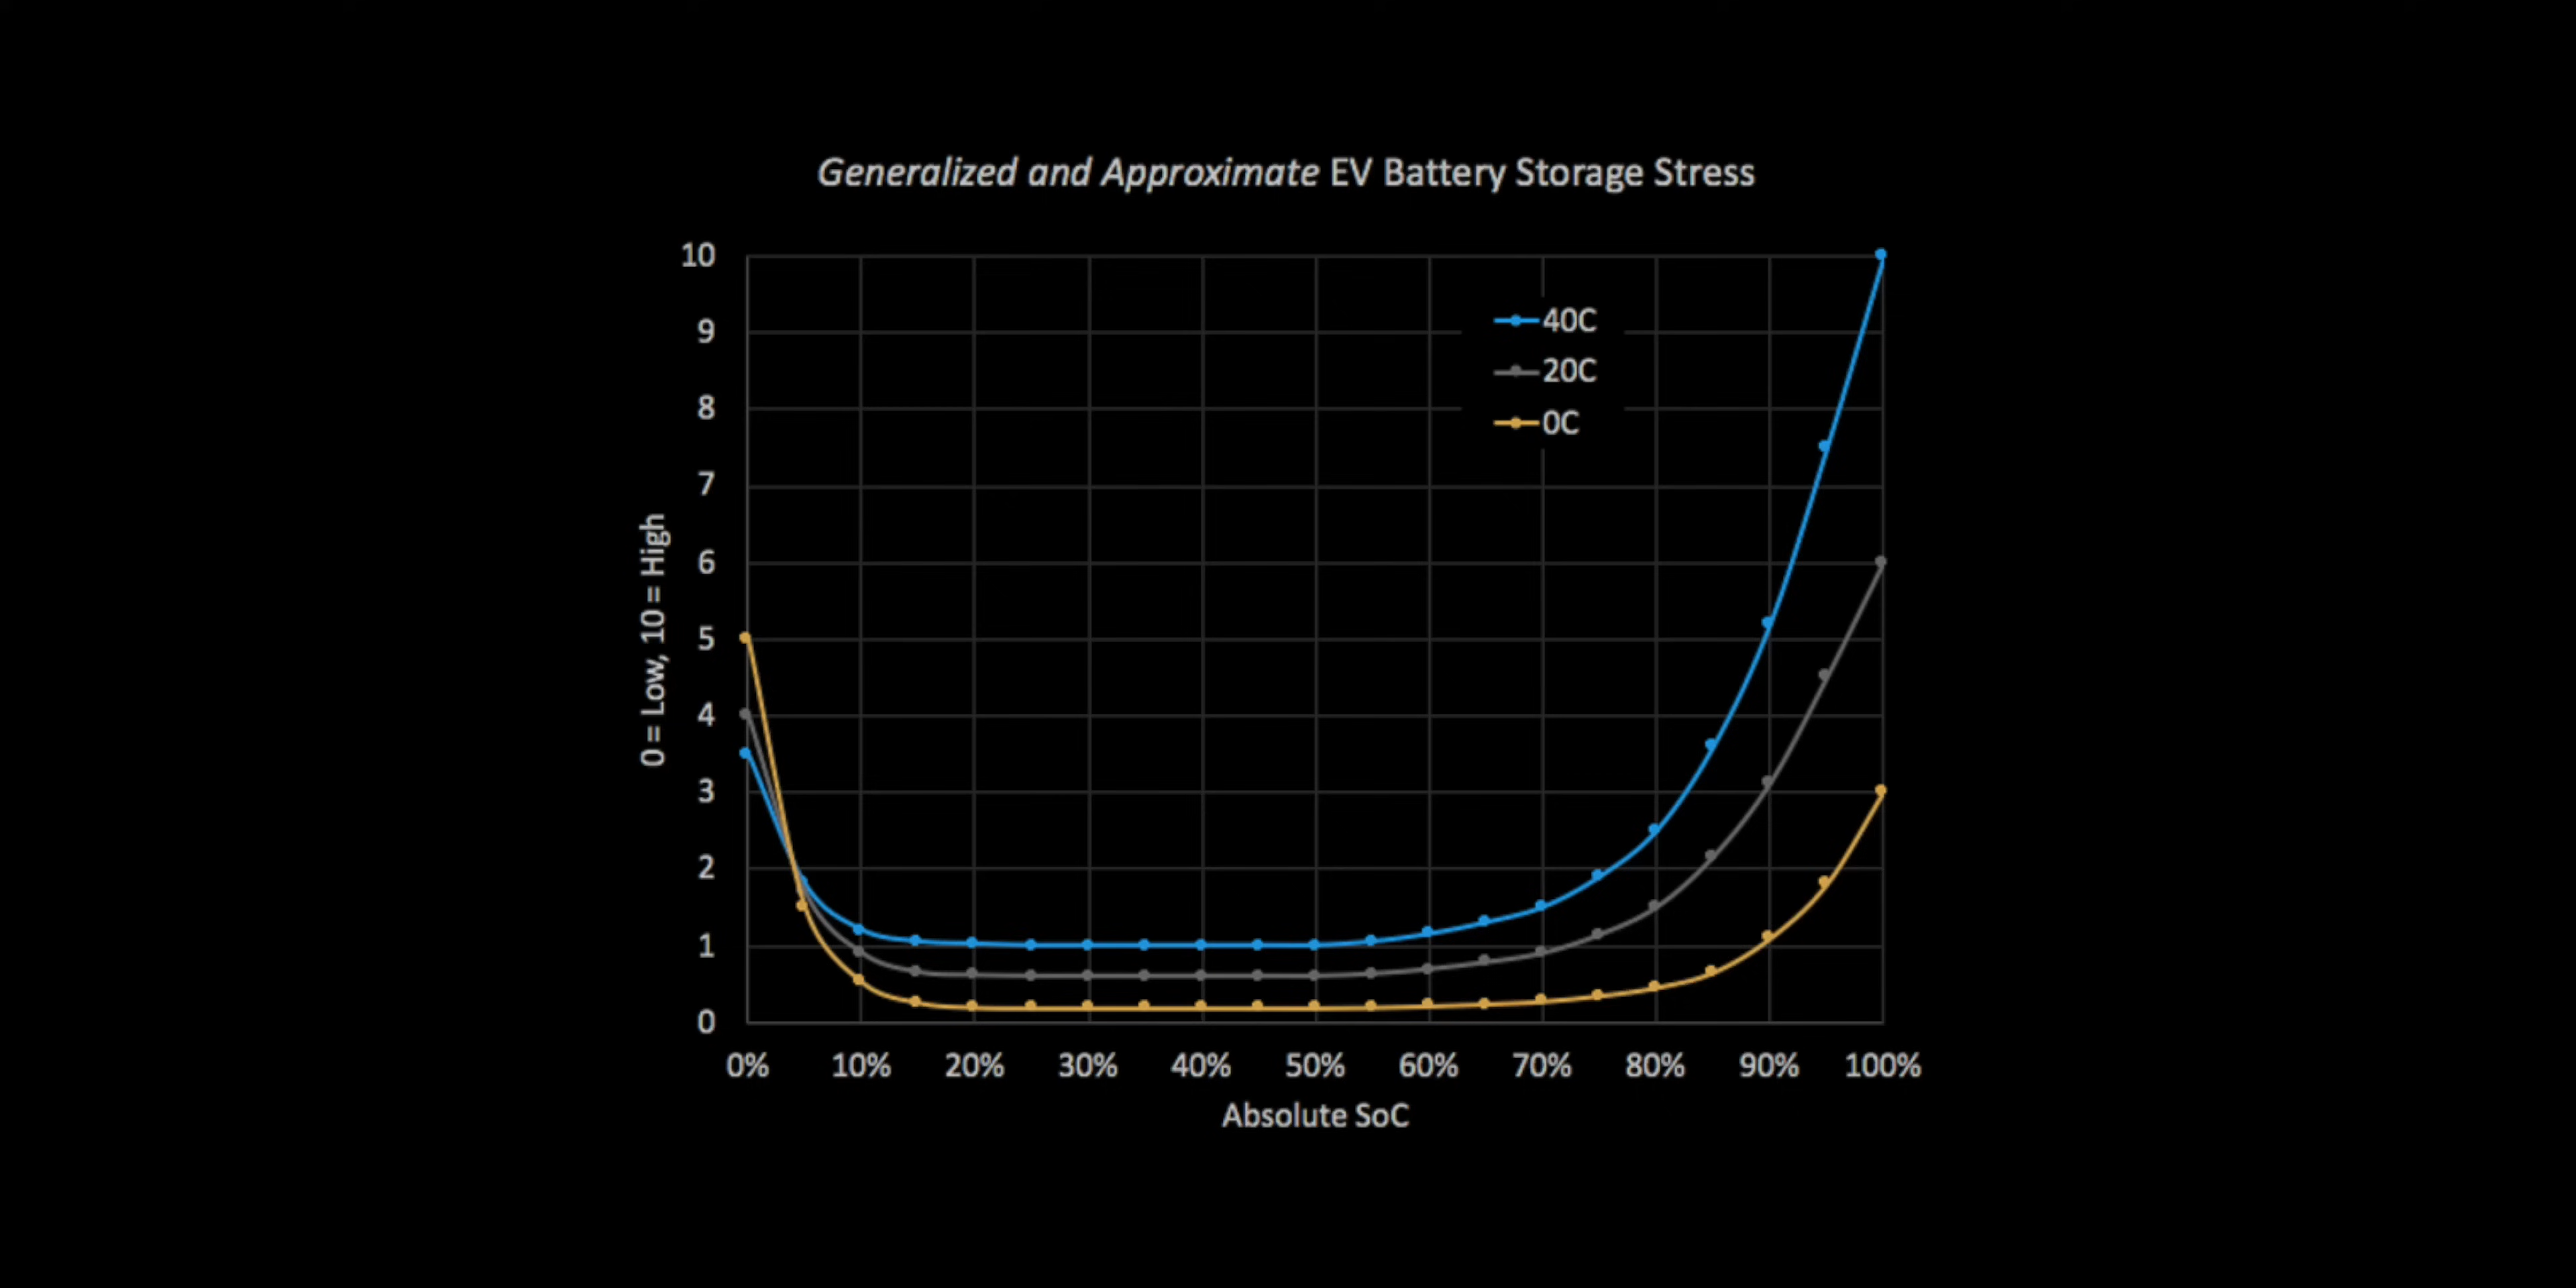 Generalized and Approximate EV Battery Storage Stress
10
9
8
7
6
5
4
3
2
1
0
0 = Low, 10 = High
40C
20C
0C
0% 10% 20% 30% 40% 50% 60% 70% 80% 90% 100%
Absolute SoC